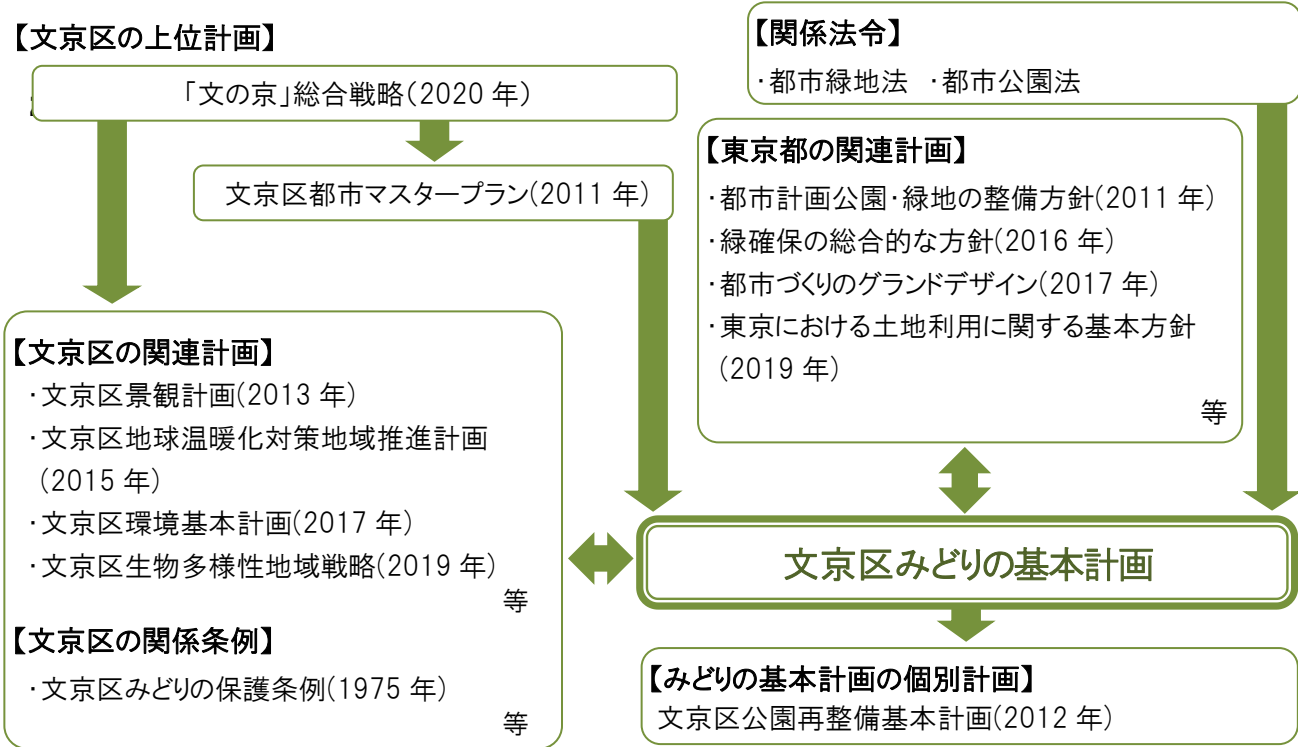 【文京区の上位計画】
「文の京」総合戦略(2020 年)
文京区都市マスタープラン(2011 年)
【関係法令】
・都市緑地法 ・都市公園法
【東京都の関連計画】
・都市計画公園・緑地の整備方針(2011 年)
・緑確保の総合的な方針(2016 年)
・都市づくりのグランドデザイン(2017 年)
・東京における土地利用に関する基本方針
(2019 年)
等
【文京区の関連計画】
・文京区景観計画(2013 年)
・文京区地球温暖化対策地域推進計画
(2015 年)
・文京区環境基本計画(2017 年)
・文京区生物多様性地域戦略(2019 年)
等
【文京区の関係条例】
・文京区みどりの保護条例(1975 年)
等
文京区みどりの基本計画
【みどりの基本計画の個別計画】
文京区公園再整備基本計画(2012 年)